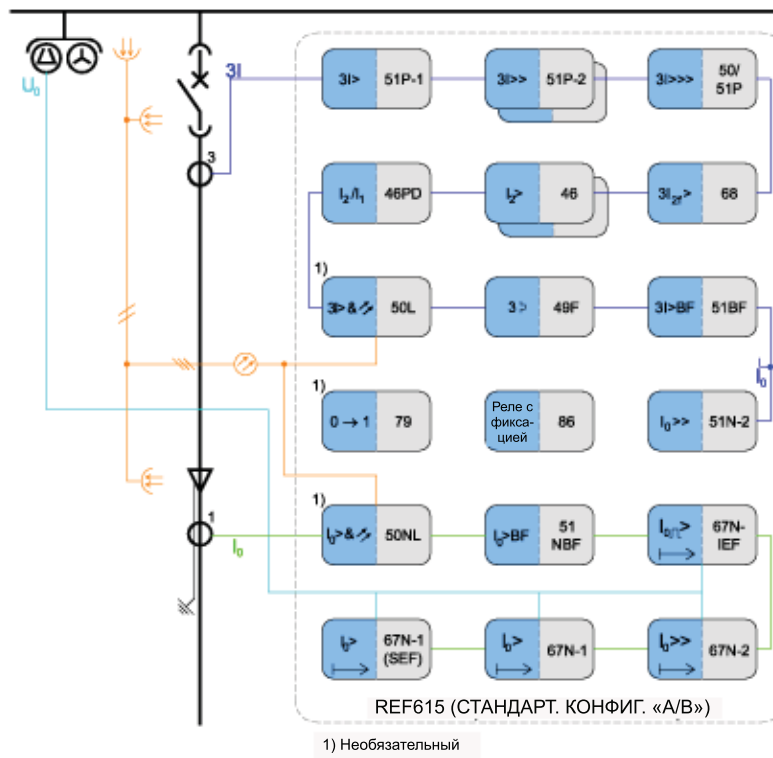 U₀
3I
3I> 51P-1
3I>> 51P-2
3I>>> 50/
51P
3
I₂/I₁ 46PD
I₂> 46
3I₂f> 68
1)
3I>& 50L
3 49F
3I>BF 51BF
I₀
1)
0 → 1 79
Реле с
фикса-
цией
86
I₀>> 51N-2
1)
1
I₀
I₀>& 50NL
I₀>BF 51
NBF
I₀> 67N-
IEF
I₀> 67N-1
(SEF)
I₀> 67N-1
I₀>> 67N-2
REF615 (СТАНДАРТ. КОНФИГ. «A/B»)
1) Необязательный